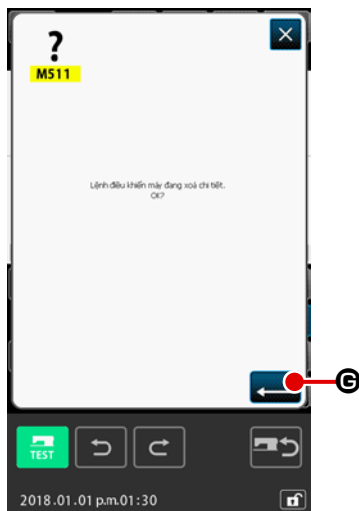 ?
M511
Lệnh điều khiển máy đang xoá chi tiết.
OK?
G
TEST
2018.01.01 p.m.01:30